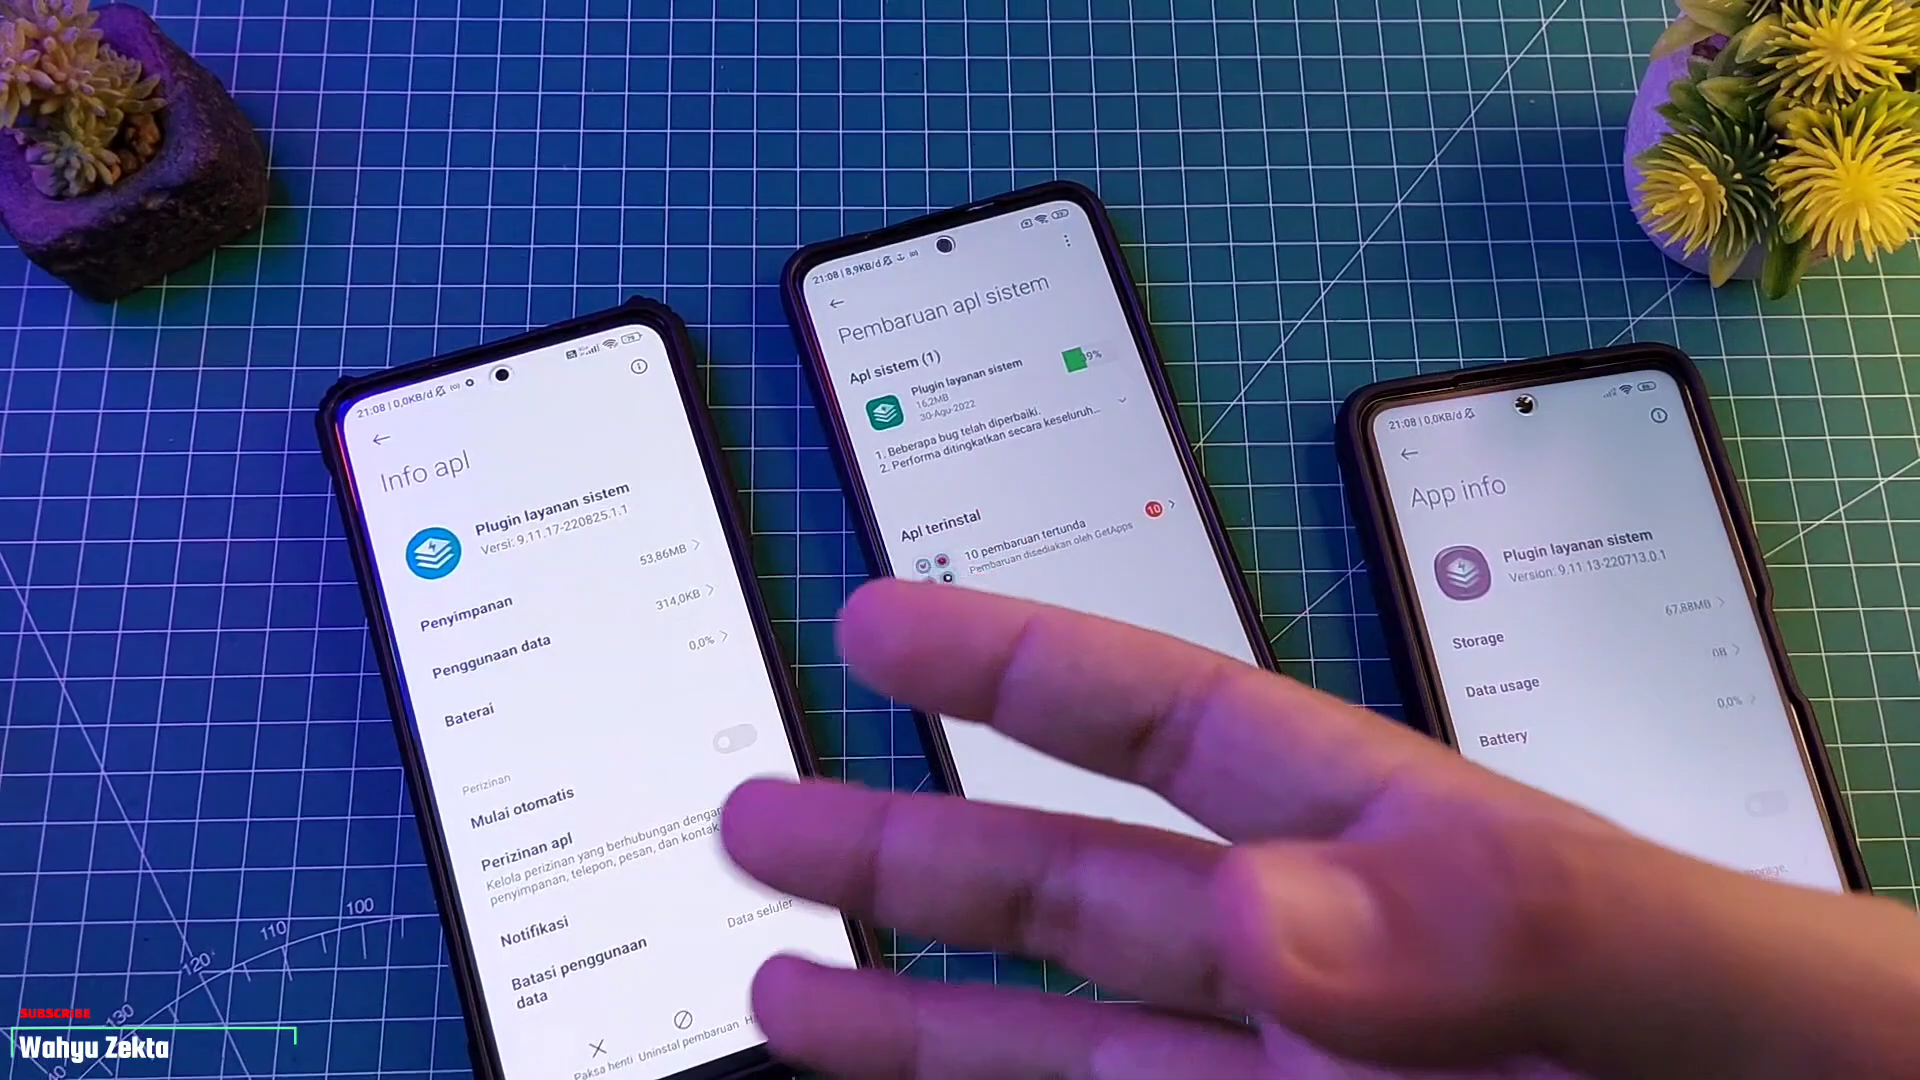 21:08 | 0,0KB/d
Info apl
Plugin layanan sistem
Versi: 9.11.17-220825.1.1
Penyimpanan
53,86MB
Penggunaan data
314,0KB
Baterai
0,0%
Perizinan
Mulai otomatis
Perizinan apl
Kelola perizinan yang berhubungan dengan
penyimpanan, telepon, pesan, dan kontak
Notifikasi
Batasi penggunaan
data
Data seluler
Paksa henti
Uninstal pembaruan
21:08 | 8,9KB/d
Pembaruan apl sistem
Apl sistem (1)
Plugin layanan sistem
16,2MB
30-Agu-2022
1. Beberapa bug telah diperbaiki.
2. Performa ditingkatkan secara keseluruh...
Apl terinstal
10 pembaruan tertunda
Pembaruan disediakan oleh GetApps
10
21:08 | 0,0KB/d
App info
Plugin layanan sistem
Version: 9.11.13-220713.0.1
Storage
67,88MB
Data usage
0B
Battery
0,0%
100
110
120°
130
SUBSCRIBE
Wahyu Zekta